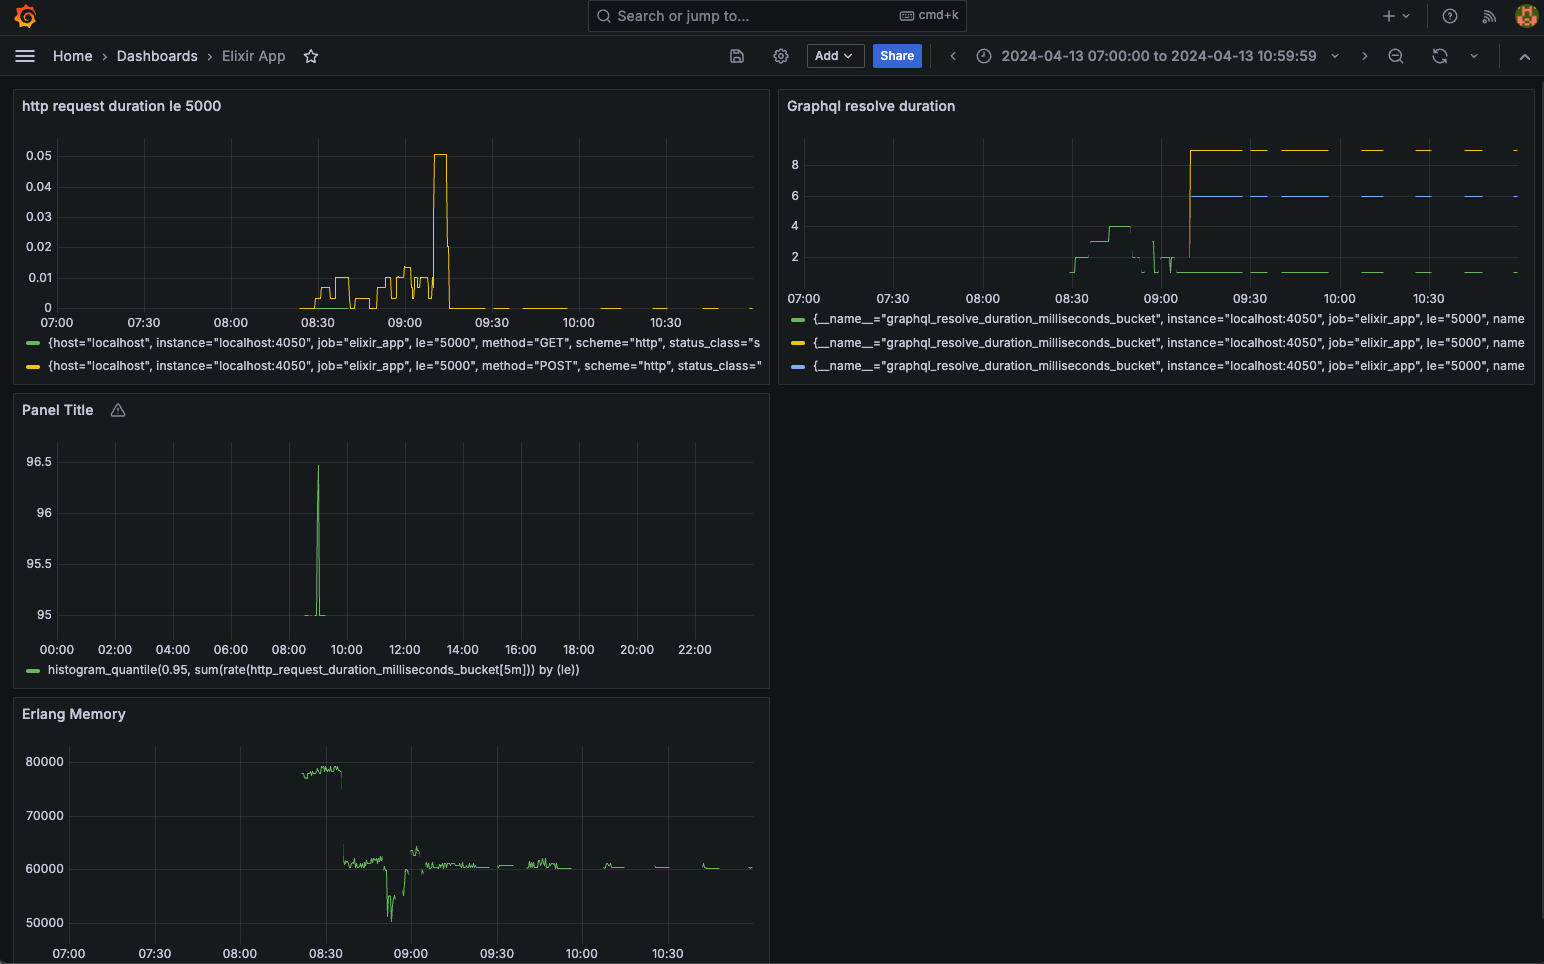 Search or jump to...
cmd+k
Home › Dashboards › Elixir App
Add
Share
2024-04-13 07:00:00 to 2024-04-13 10:59:59
http request duration le 5000
0.05
0.04
0.03
0.02
0.01
0
07:00 07:30 08:00 08:30 09:00 09:30 10:00 10:30
{host="localhost", instance="localhost:4050", job="elixir_app", le="5000", method="GET", scheme="http", status_class="s
{host="localhost", instance="localhost:4050", job="elixir_app", le="5000", method="POST", scheme="http", status_class="
Graphql resolve duration
8
6
4
2
07:00 07:30 08:00 08:30 09:00 09:30 10:00 10:30
{__name__="graphql_resolve_duration_milliseconds_bucket", instance="localhost:4050", job="elixir_app", le="5000", name
{__name__="graphql_resolve_duration_milliseconds_bucket", instance="localhost:4050", job="elixir_app", le="5000", name
{__name__="graphql_resolve_duration_milliseconds_bucket", instance="localhost:4050", job="elixir_app", le="5000", name
Panel Title
96.5
96
95.5
95
00:00 02:00 04:00 06:00 08:00 10:00 12:00 14:00 16:00 18:00 20:00 22:00
histogram_quantile(0.95, sum(rate(http_request_duration_milliseconds_bucket[5m])) by (le))
Erlang Memory
80000
70000
60000
50000
07:00 07:30 08:00 08:30 09:00 09:30 10:00 10:30